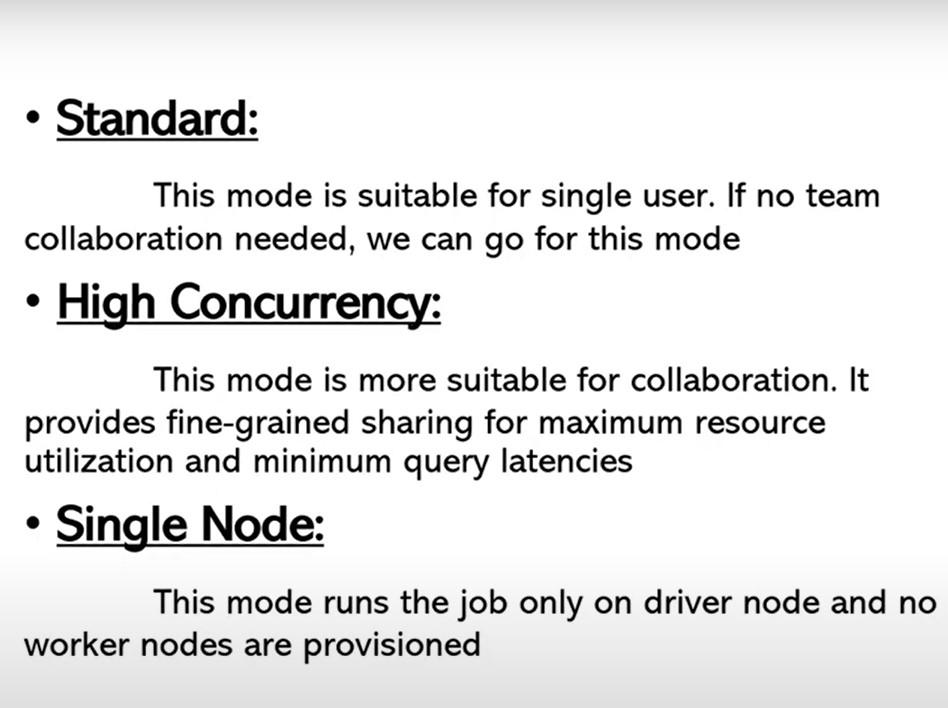 • Standard:
This mode is suitable for single user. If no team
collaboration needed, we can go for this mode
• High Concurrency:
This mode is more suitable for collaboration. It
provides fine-grained sharing for maximum resource
utilization and minimum query latencies
• Single Node:
This mode runs the job only on driver node and no
worker nodes are provisioned